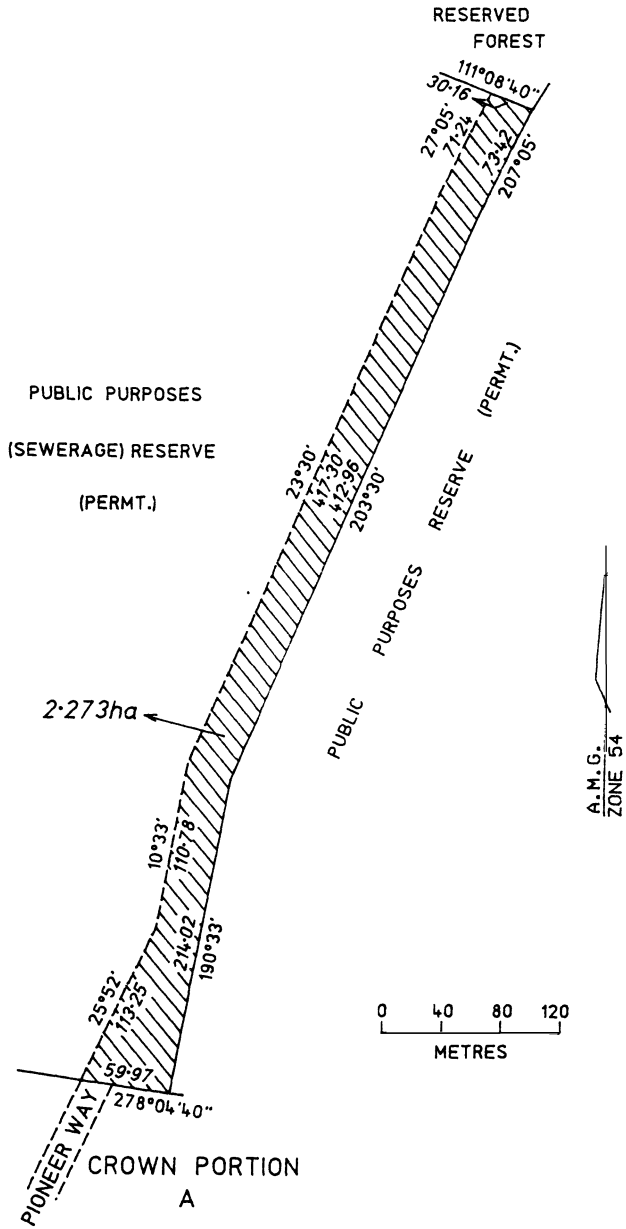 RESERVED
FOREST
111°08'40"
30·16
27°05'
71·24
73·42
207°05'
PUBLIC PURPOSES
(SEWERAGE) RESERVE
(PERMT.)
23°30'
417·30
412·96
203°30'
PUBLIC PURPOSES RESERVE (PERMT.)
2·273ha
10°33'
110·78
214·02
190°33'
25°52'
113·25
59·97
278°04'40"
PIONEER WAY
CROWN PORTION
A
A.M.G.
ZONE 54
0 40 80 120
METRES